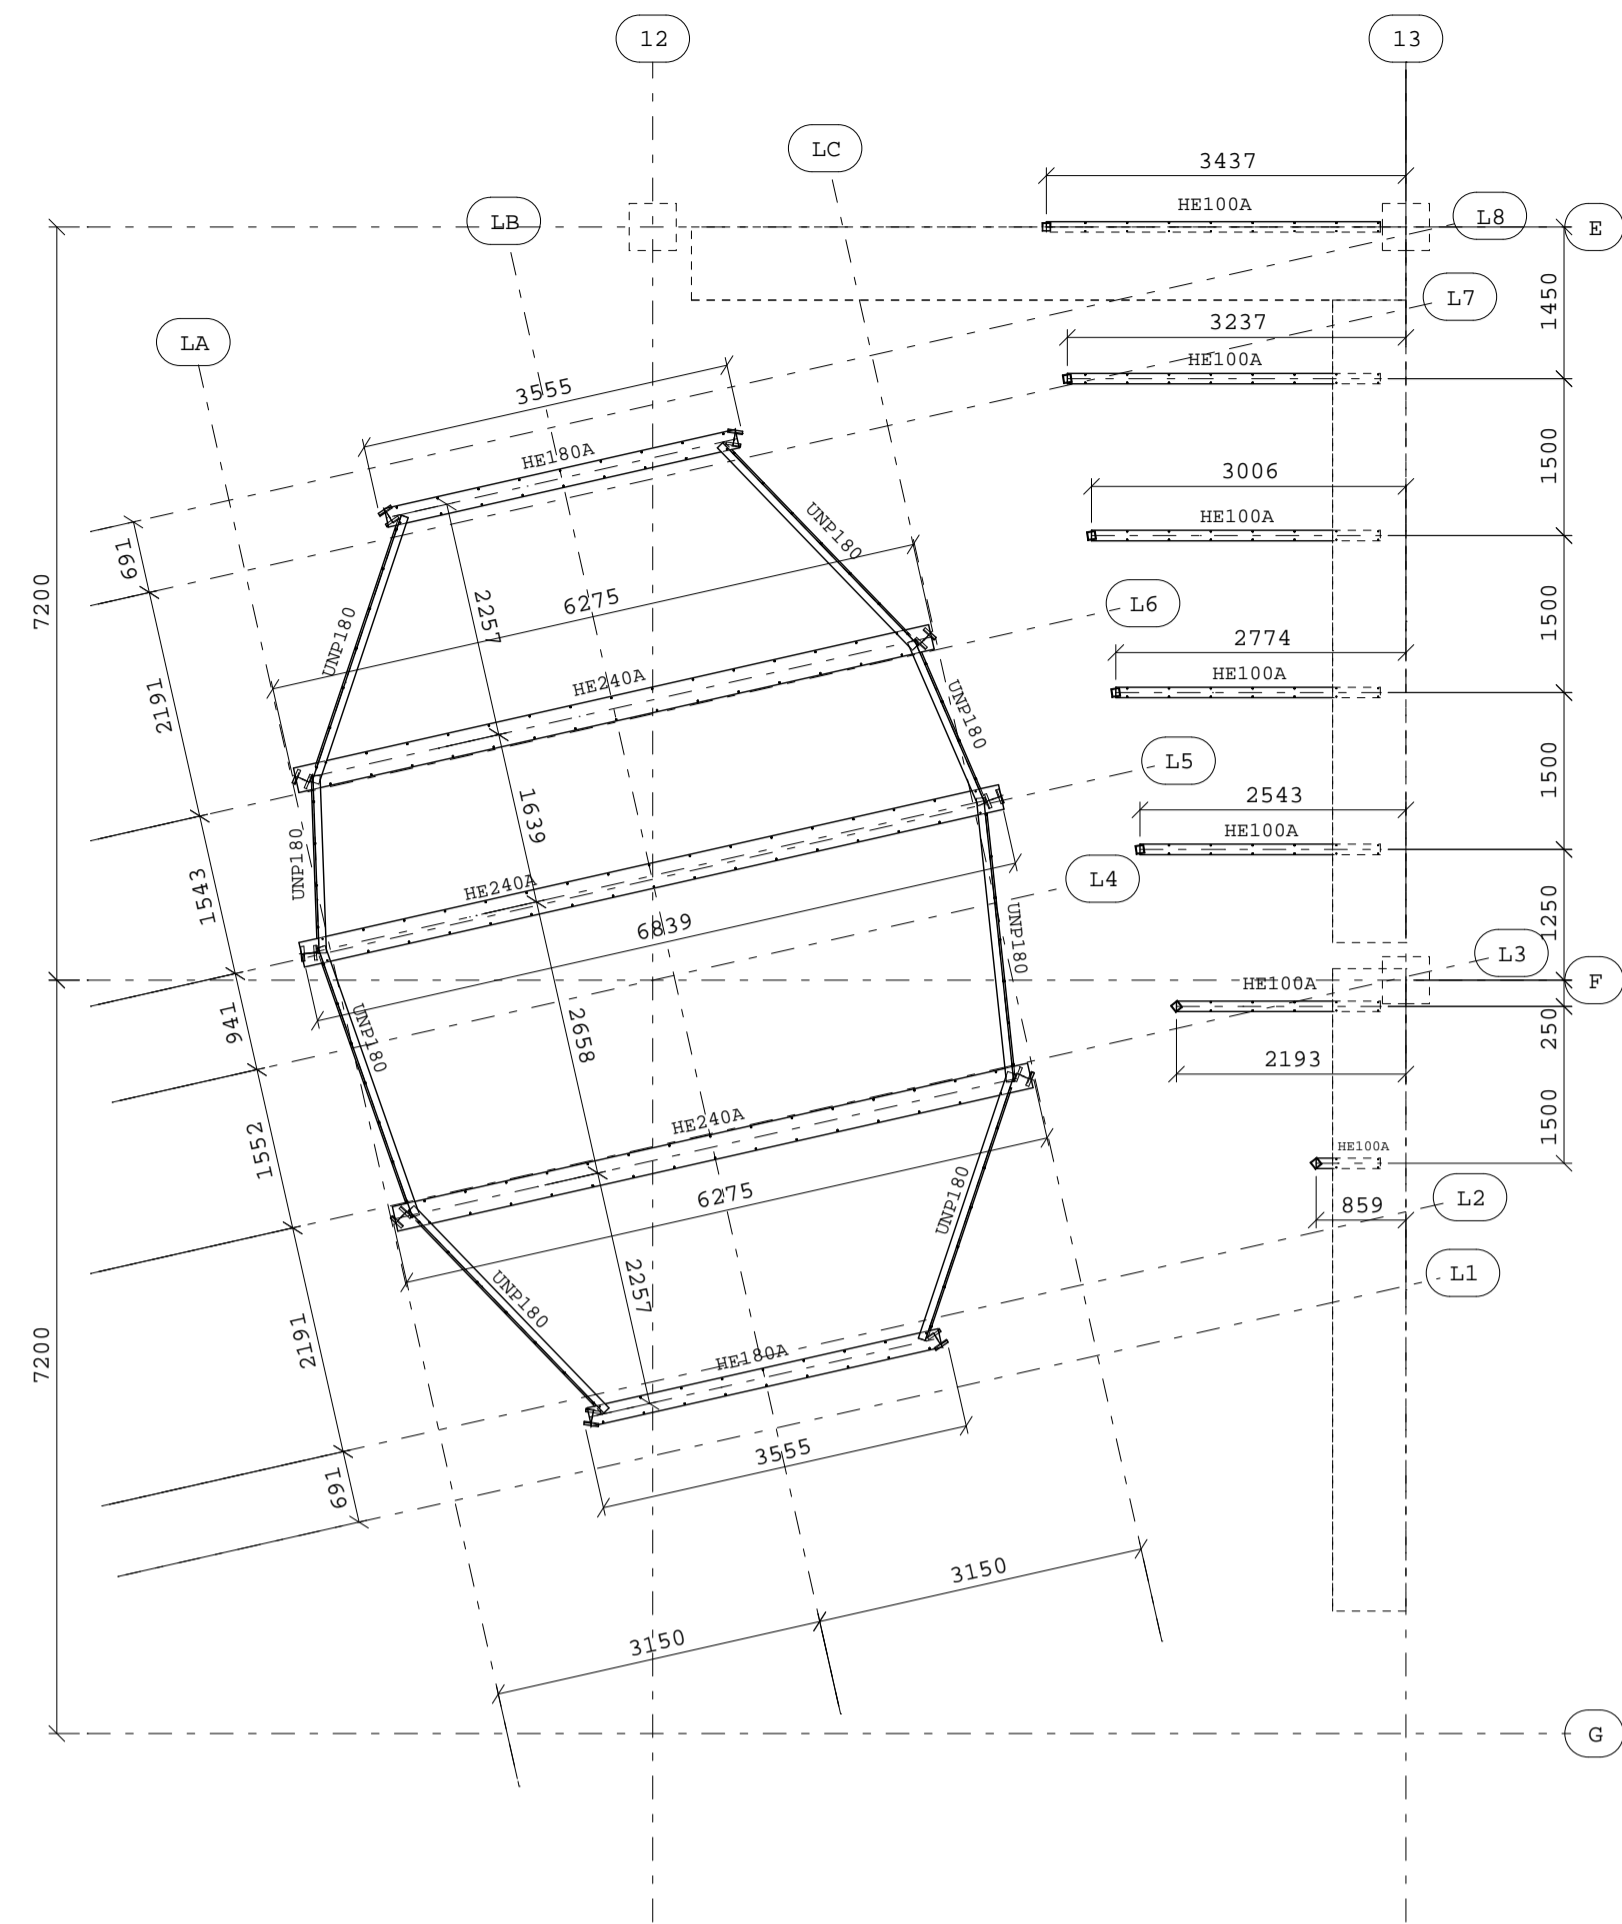 12
13
LC
3437
HE100A
L8
E
LB
L7
1450
3237
HE100A
LA
3555
HE180A
3006
HE100A
1500
UNP180
691
7200
2257
6275
L6
1500
UNP180
2774
HE100A
HE240A
2191
UNP180
L5
1500
1639
2543
HE100A
UNP180
HE240A
1543
L4
6839
UNP180
1250
L3
F
HE100A
941
UNP180
2658
250
2193
HE240A
1552
1500
HE100A
6275
UNP180
L2
859
L1
UNP180
2257
2191
HE180A
7200
3555
691
3150
3150
G